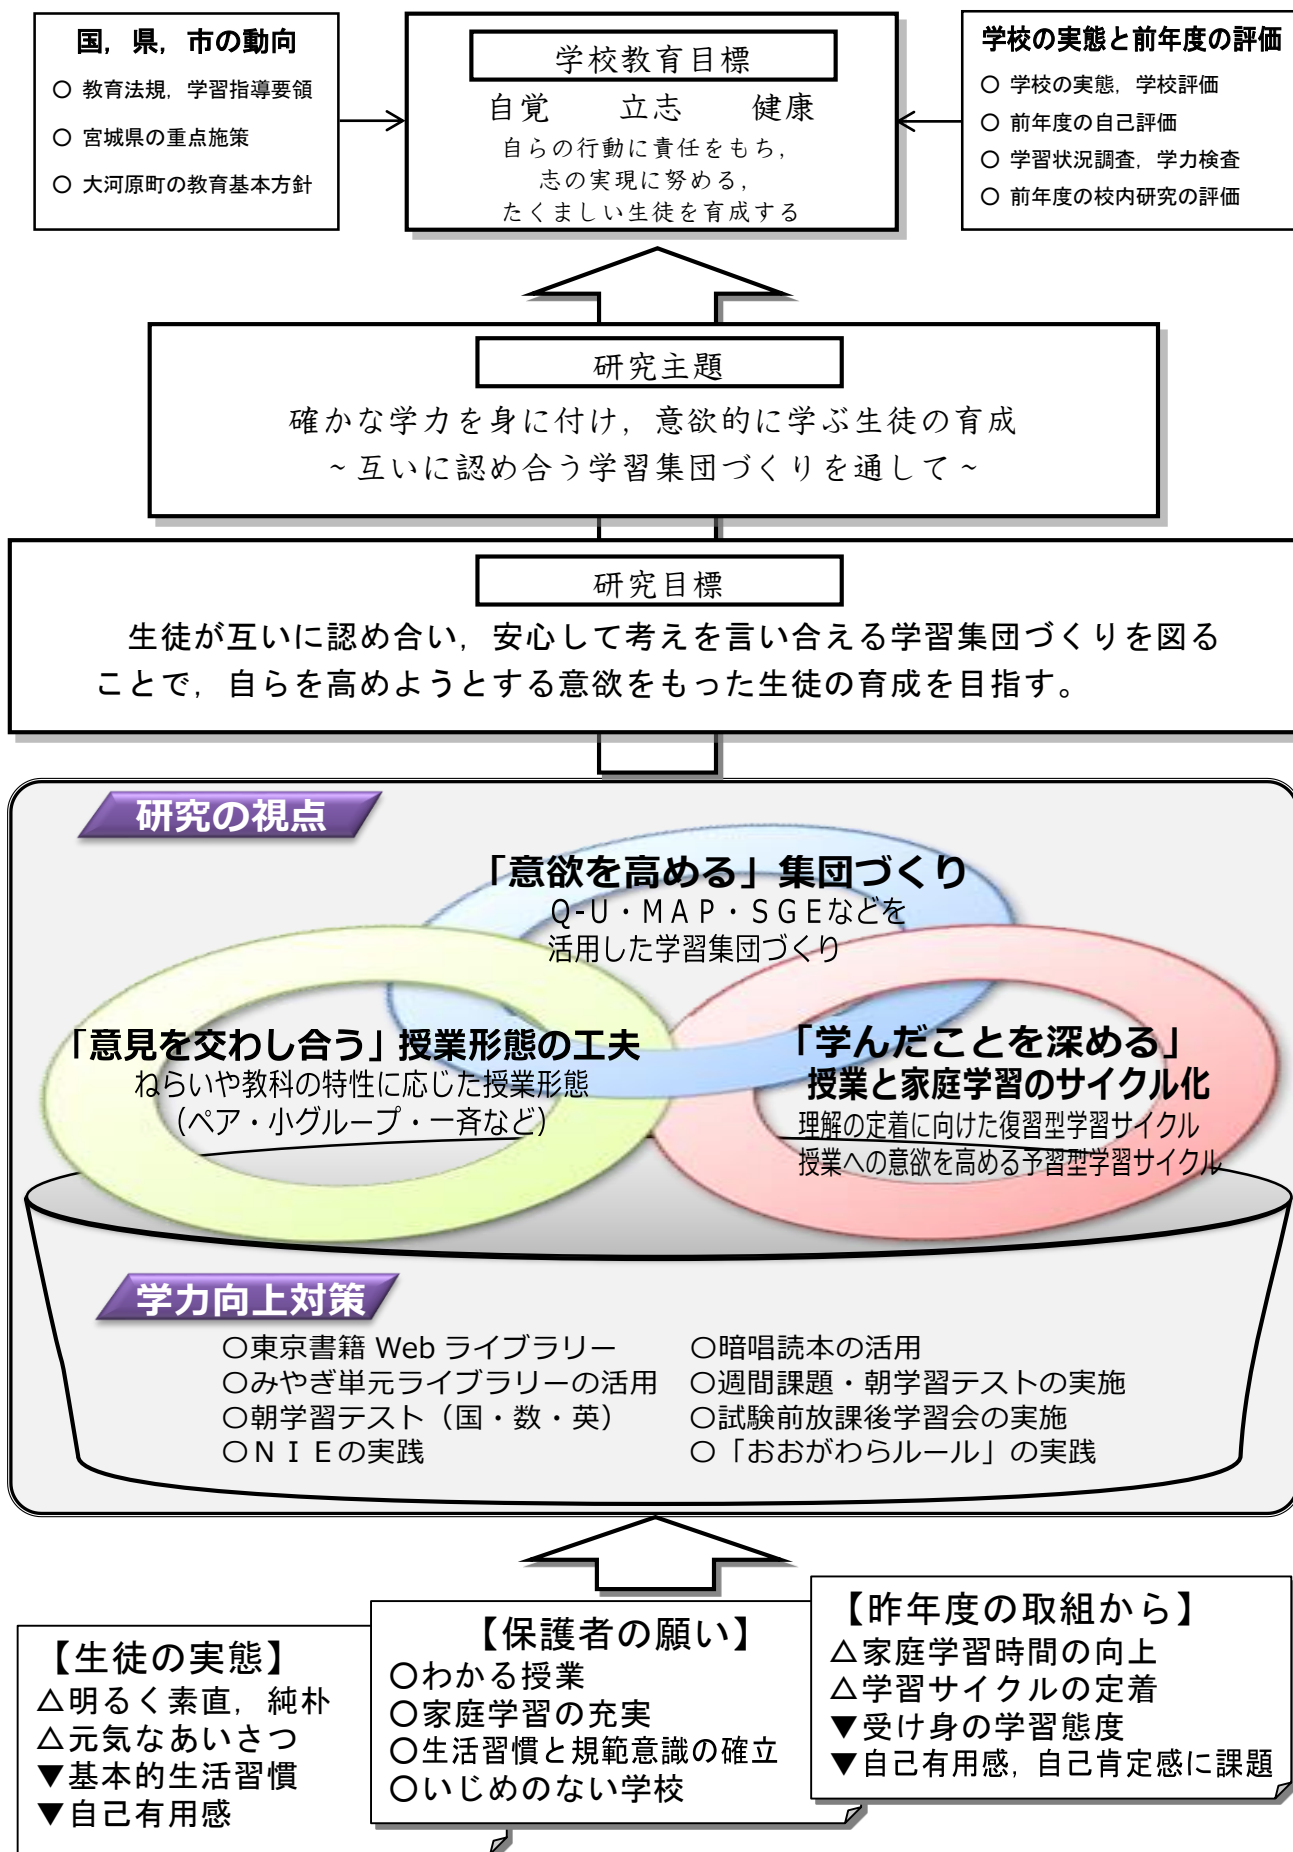 国，県，市の動向
○ 教育法規，学習指導要領
○ 宮城県の重点施策
○ 大河原町の教育基本方針
学校教育目標
自覚　立志　健康
自らの行動に責任をもち，
志の実現に努める，
たくましい生徒を育成する
学校の実態と前年度の評価
○ 学校の実態，学校評価
○ 前年度の自己評価
○ 学習状況調査，学力検査
○ 前年度の校内研究の評価
研究主題
確かな学力を身に付け，意欲的に学ぶ生徒の育成
～互いに認め合う学習集団づくりを通して～
研究目標
生徒が互いに認め合い，安心して考えを言い合える学習集団づくりを図る
ことで，自らを高めようとする意欲をもった生徒の育成を目指す。
研究の視点
「意欲を高める」集団づくり
Q-U・ＭＡＰ・ＳＧＥなどを
活用した学習集団づくり
「意見を交わし合う」授業形態の工夫
ねらいや教科の特性に応じた授業形態
（ペア・小グループ・一斉など）
「学んだことを深める」
授業と家庭学習のサイクル化
理解の定着に向けた復習型学習サイクル
授業への意欲を高める予習型学習サイクル
学力向上対策
○東京書籍 Web ライブラリー
○みやぎ単元ライブラリーの活用
○朝学習テスト（国・数・英）
○ＮＩＥの実践
○暗唱読本の活用
○週間課題・朝学習テストの実施
○試験前放課後学習会の実施
○「おおがわらルール」の実践
【生徒の実態】
△明るく素直，純朴
△元気なあいさつ
▼基本的生活習慣
▼自己有用感
【保護者の願い】
○わかる授業
○家庭学習の充実
○生活習慣と規範意識の確立
○いじめのない学校
【昨年度の取組から】
△家庭学習時間の向上
△学習サイクルの定着
▼受け身の学習態度
▼自己有用感，自己肯定感に課題